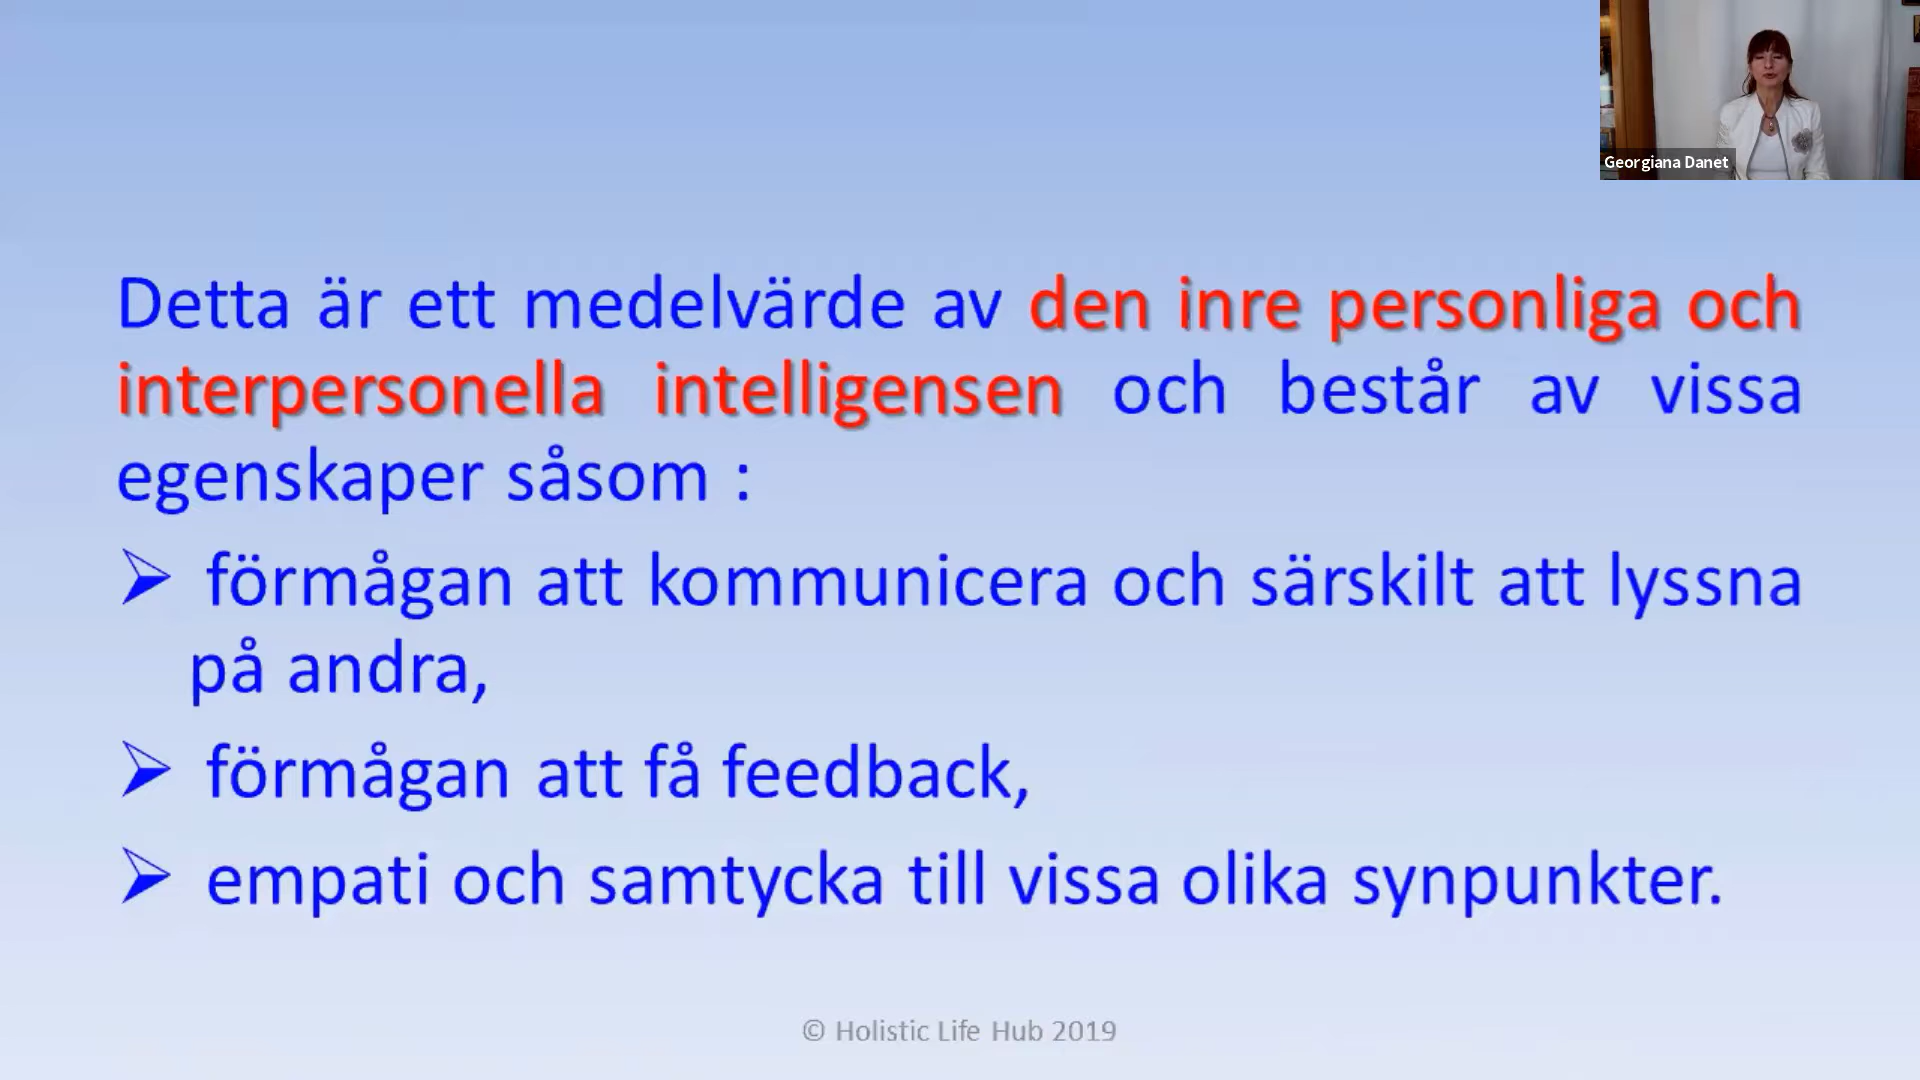 Georgiana Danet
Detta är ett medelvärde av den inre personliga och
interpersonella intelligensen och består av vissa
egenskaper såsom :
➢ förmågan att kommunicera och särskilt att lyssna
på andra,
➢ förmågan att få feedback,
➢ empati och samtycka till vissa olika synpunkter.
© Holistic Life Hub 2019